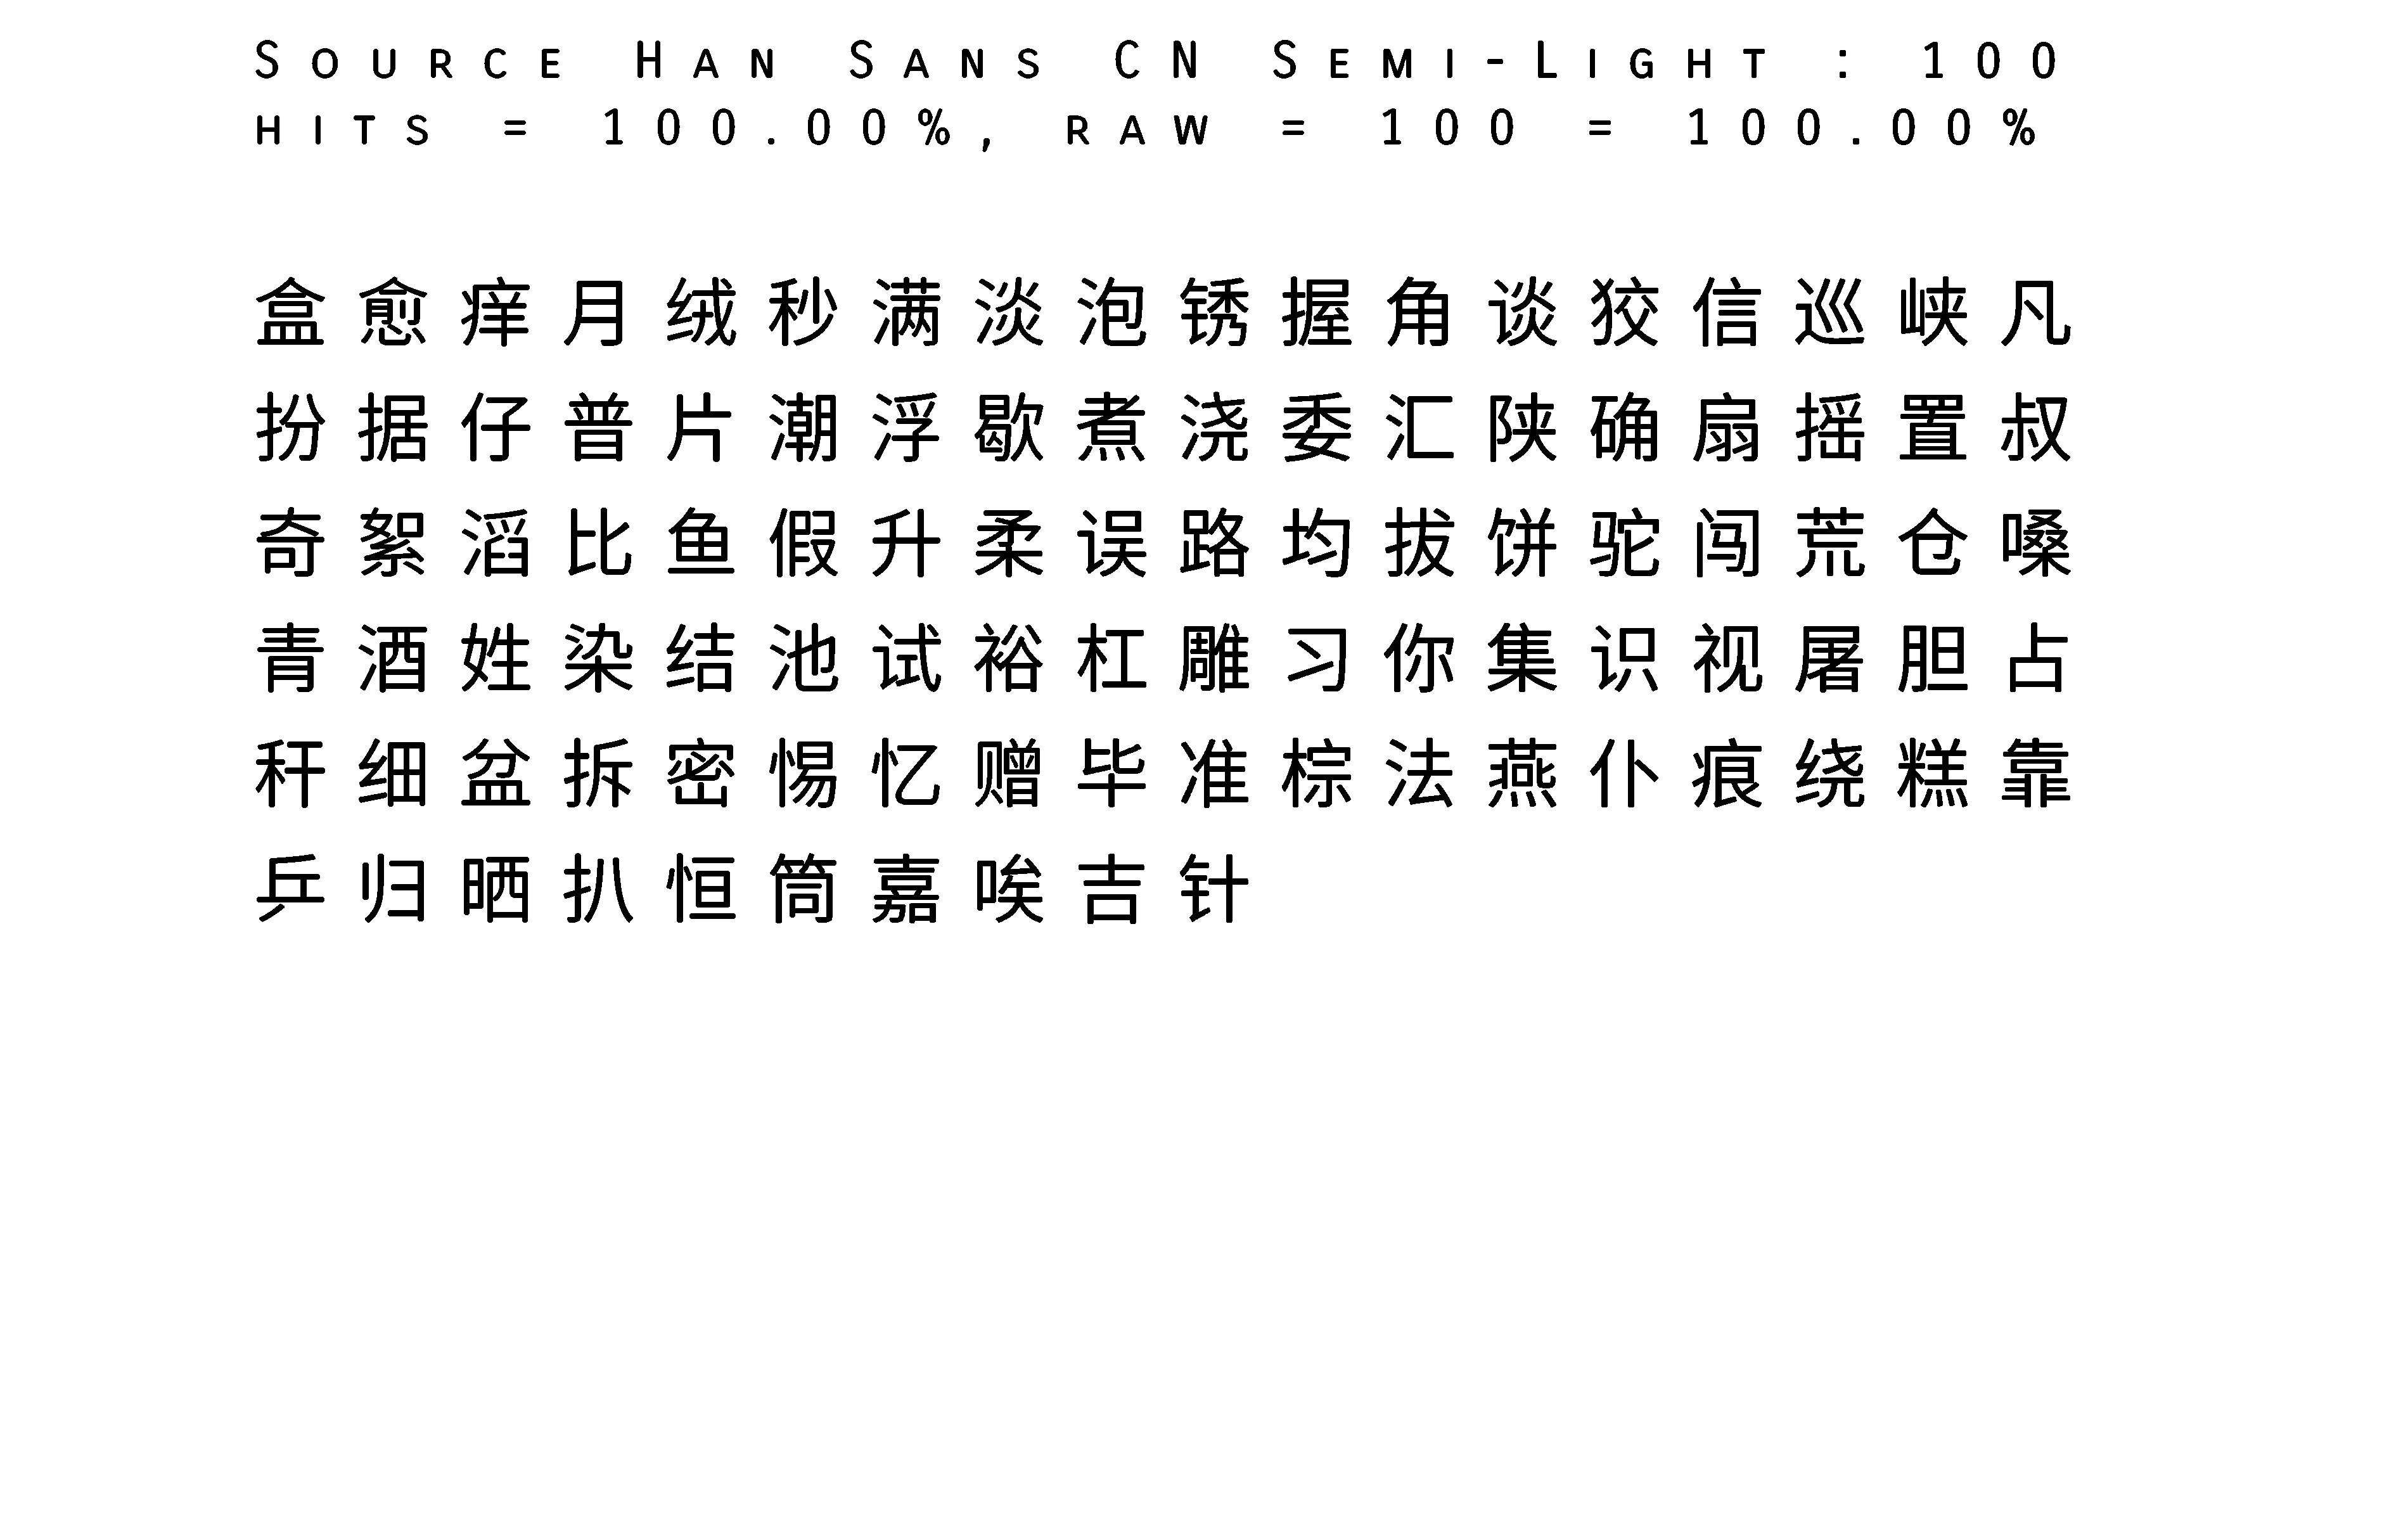 Source Han Sans CN Semi-Light : 100
hits = 100.00%, raw = 100 = 100.00%
盒愈痒月绒秒满淡泡锈握角谈狡信巡峡凡
扮据仔普片潮浮歇煮浇委汇陕确扇摇置叔
奇絮滔比鱼假升柔误路均拔饼驼闯荒仓嗓
青酒姓染结池试裕杠雕习你集识视屠胆占
秆细盆拆密惕忆赠毕准棕法燕仆痕绕糕靠
乒归晒扒恒筒嘉唉吉针